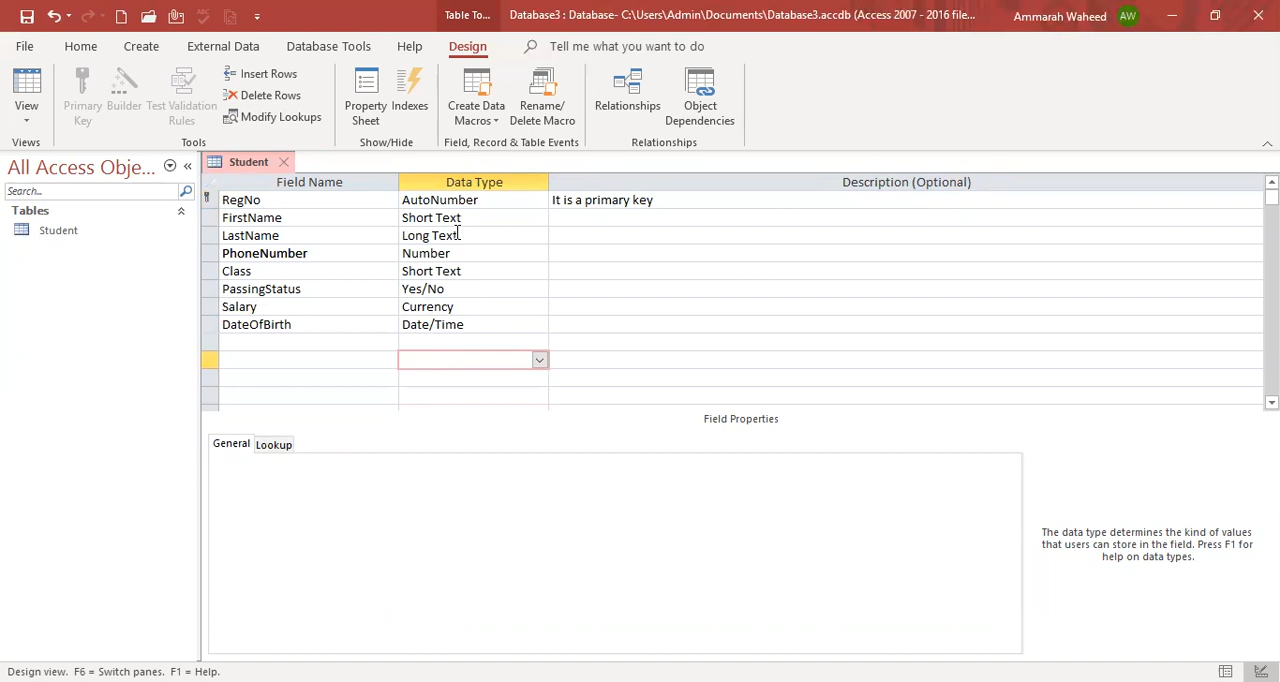 Table To... Database3 : Database- C:\Users\Admin\Documents\Database3.accdb (Access 2007 - 2016 file... Ammarah Waheed AW
File Home Create External Data Database Tools Help Design Tell me what you want to do
View
Primary Key
Builder
Test Validation Rules
Insert Rows
Delete Rows
Modify Lookups
Property Sheet
Indexes
Create Data Macros
Rename/ Delete Macro
Relationships
Object Dependencies
Views Tools Show/Hide Field, Record & Table Events Relationships
All Access Obje...
Search...
Tables
Student
Student
Field Name Data Type Description (Optional)
RegNo AutoNumber It is a primary key
FirstName Short Text
LastName Long Text
PhoneNumber Number
Class Short Text
PassingStatus Yes/No
Salary Currency
DateOfBirth Date/Time
Field Properties
General Lookup
The data type determines the kind of values
that users can store in the field. Press F1 for
help on data types.
Design view. F6 = Switch panes. F1 = Help.